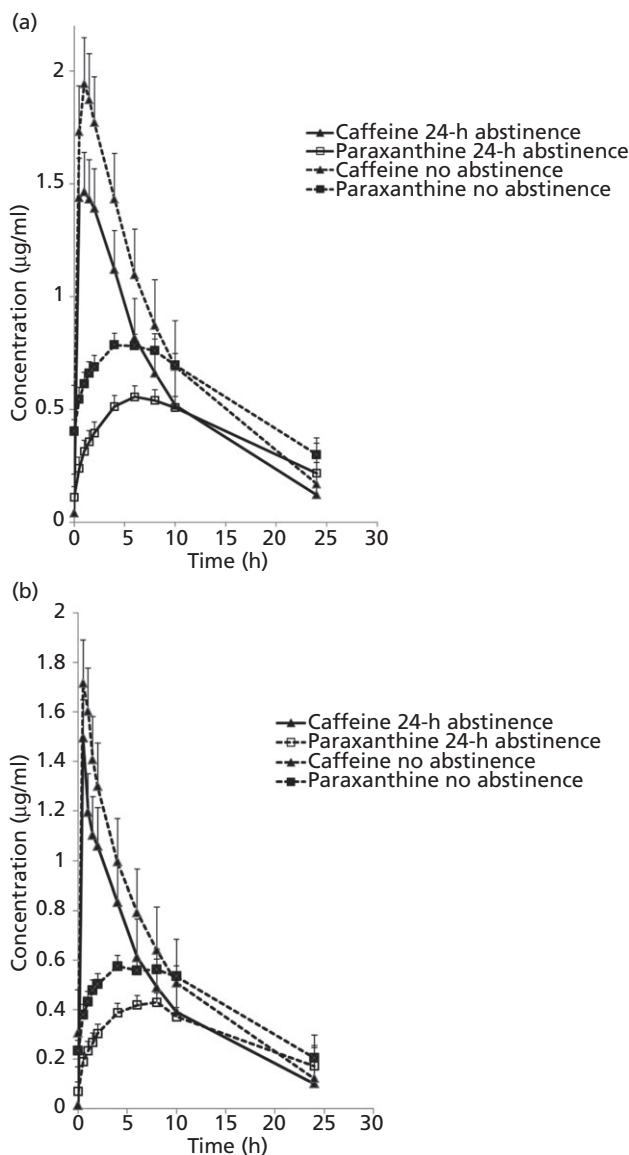 (a)
2
1.5
1
0.5
0
Concentration (µg/ml)
Caffeine 24-h abstinence
Paraxanthine 24-h abstinence
Caffeine no abstinence
Paraxanthine no abstinence
0 5 10 15 20 25 30
Time (h)
(b)
2
1.8
1.6
1.4
1.2
1
0.8
0.6
0.4
0.2
0
Concentration (µg/ml)
Caffeine 24-h abstinence
Paraxanthine 24-h abstinence
Caffeine no abstinence
Paraxanthine no abstinence
0 5 10 15 20 25 30
Time (h)